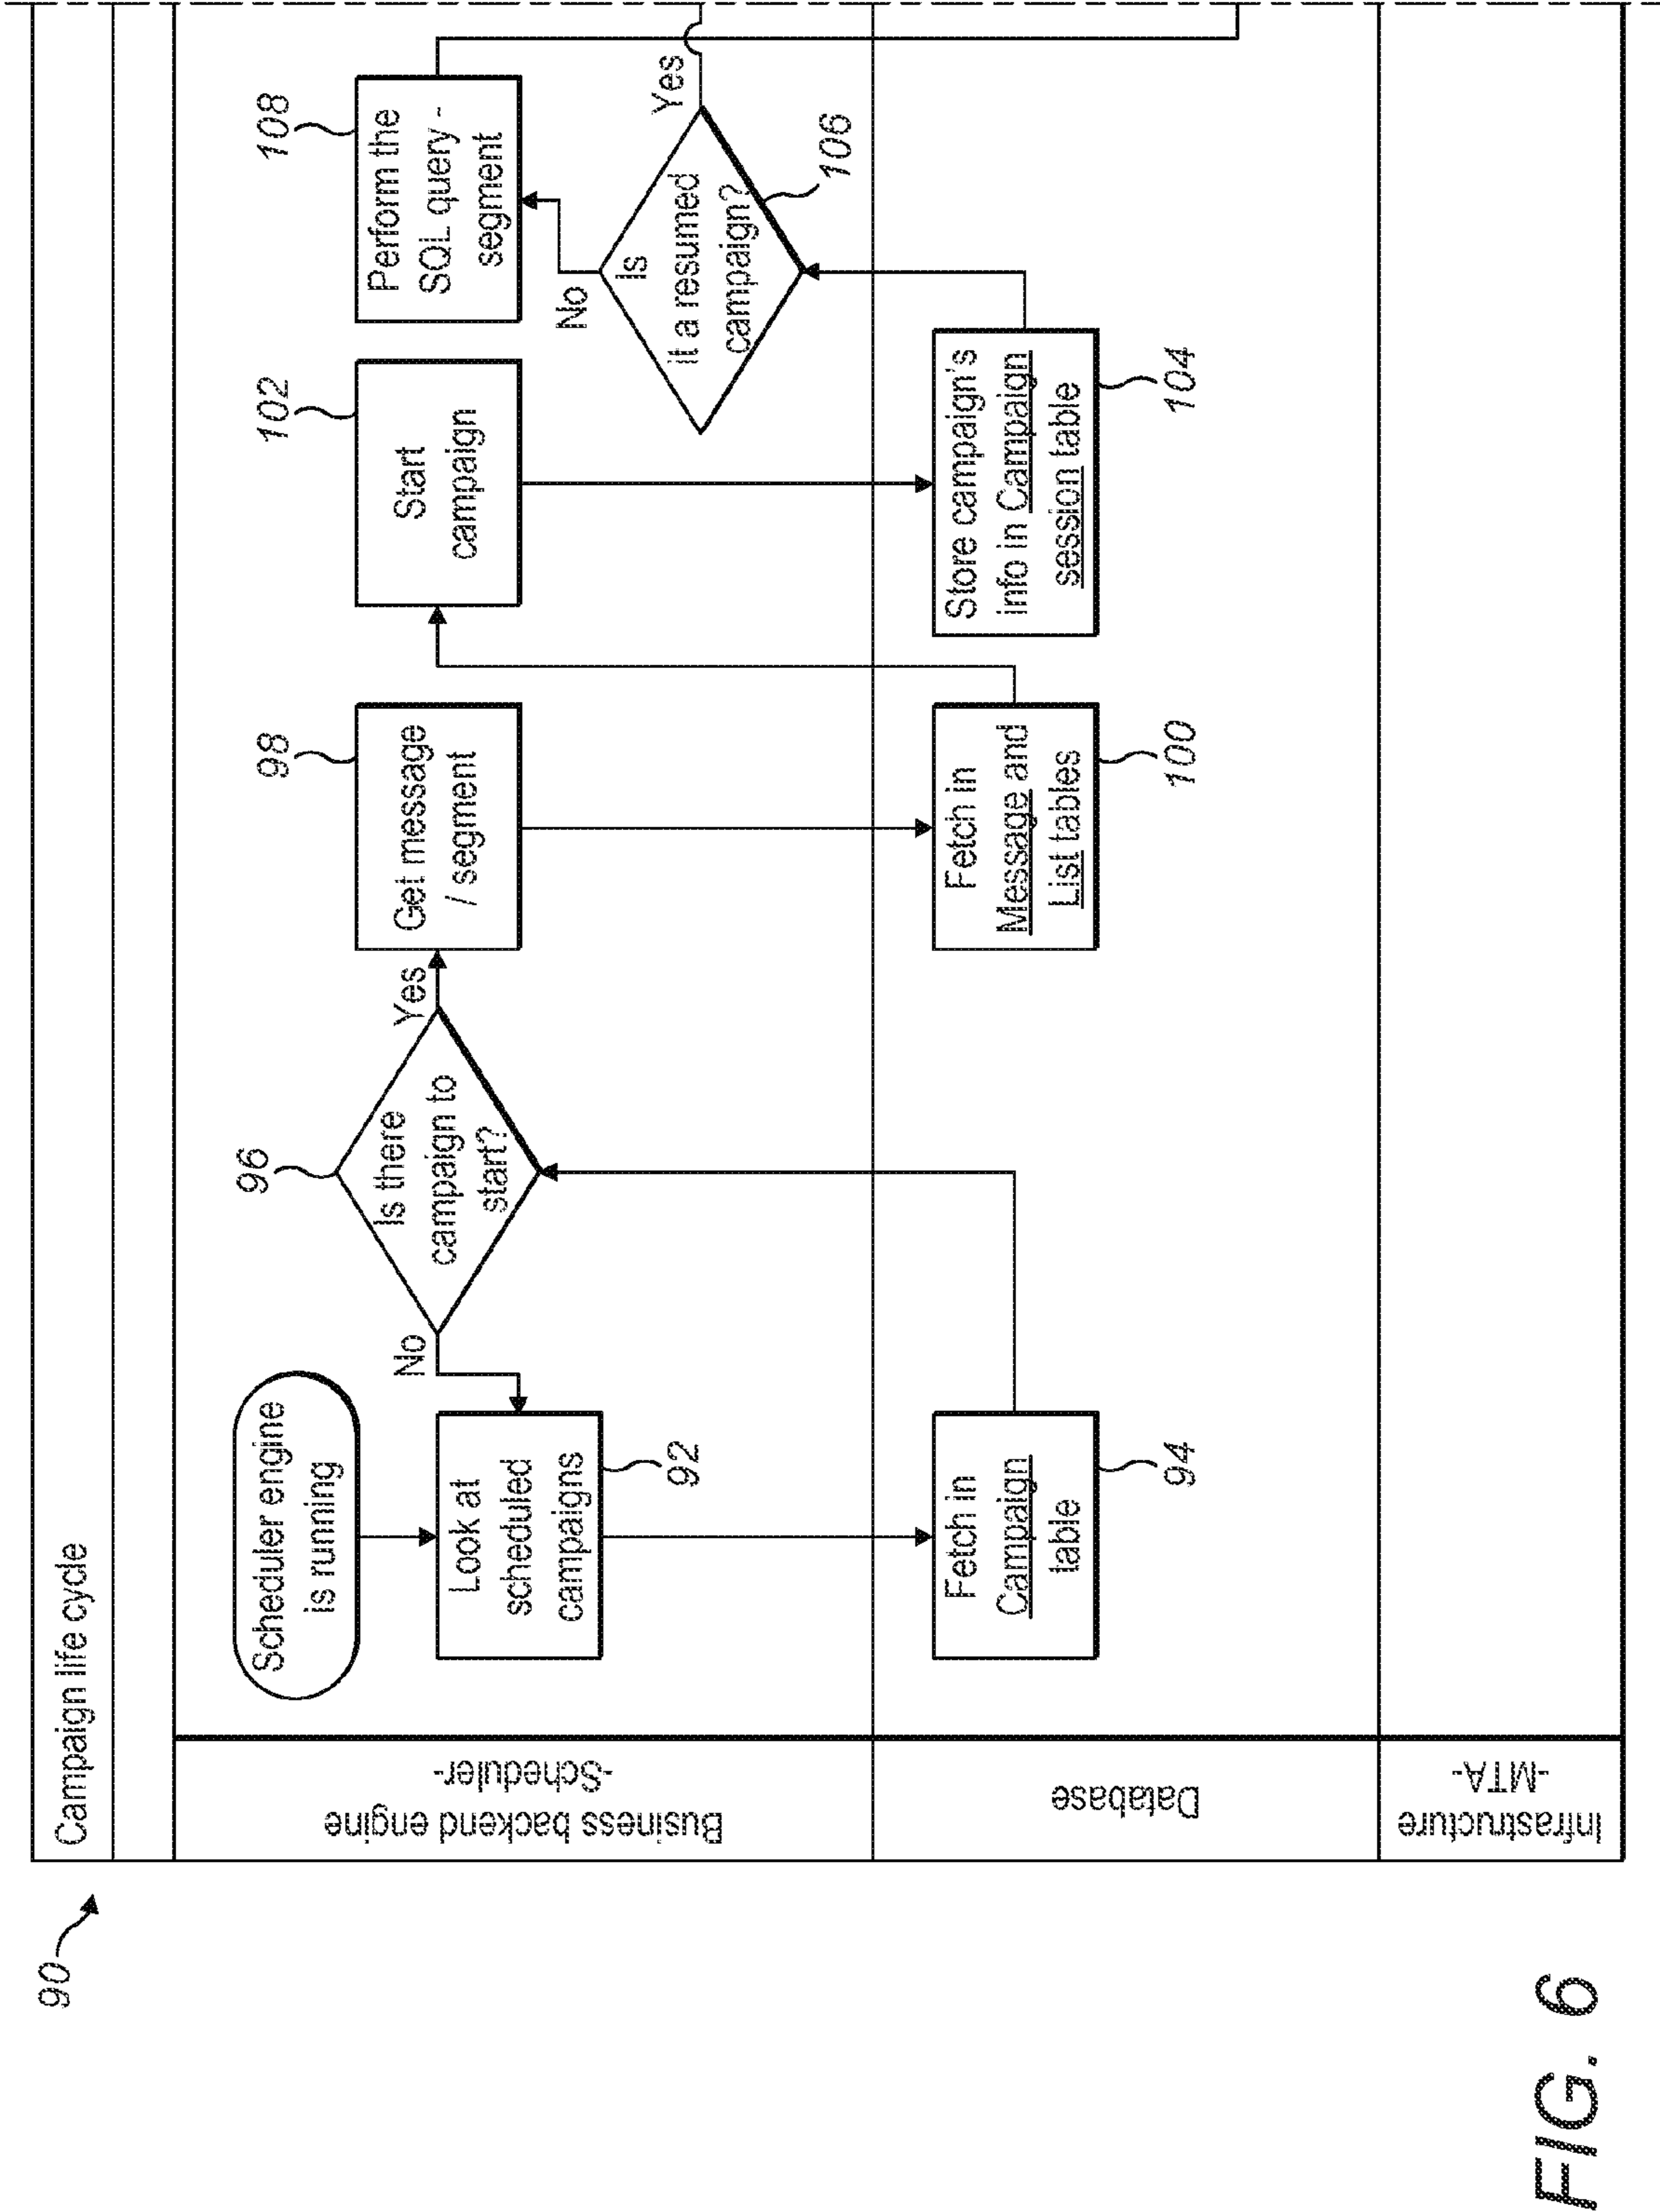 90
Campaign life cycle
Business backend engine
-Scheduler-
Database
Infrastructure
-MTA-
Scheduler engine
is running
Look at
scheduled
campaigns
92
Fetch in
Campaign
table
94
96
Is there
campaign to
start?
No
Yes
98
Get message
/ segment
Fetch in
Message and
List tables
100
102
Start
campaign
Store campaign's
info in Campaign
session table
104
Is
it a resumed
campaign?
106
No
Yes
108
Perform the
SQL query -
segment
FIG. 6